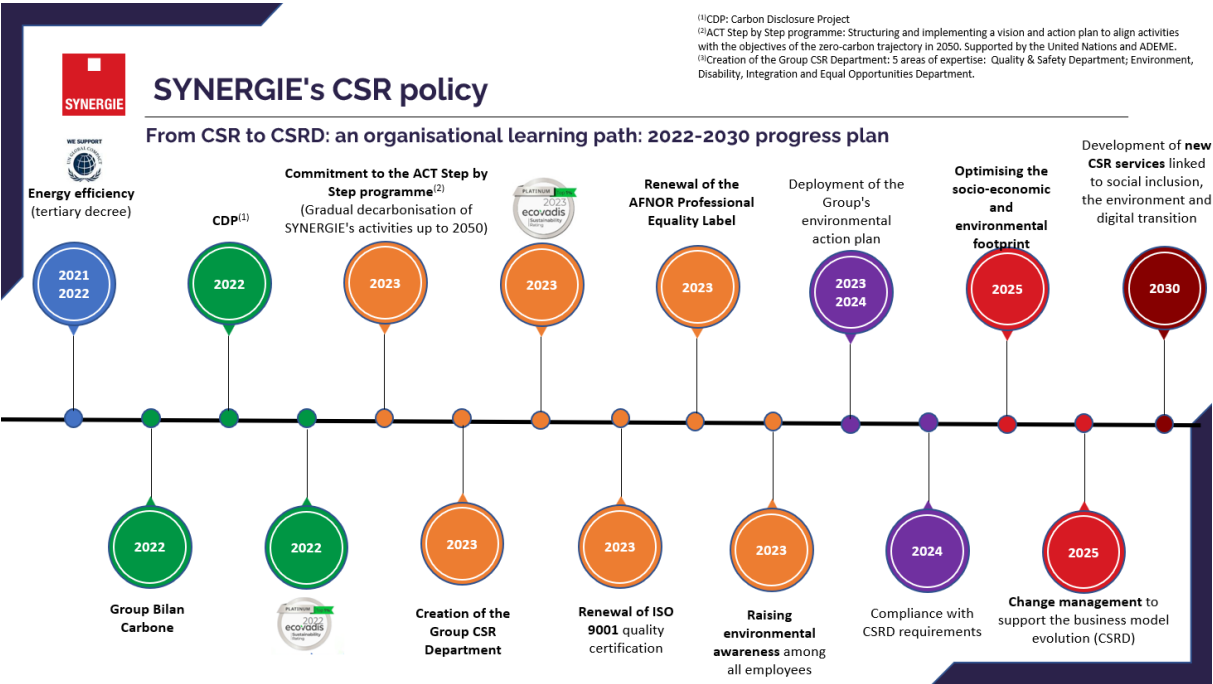 (1)CDP: Carbon Disclosure Project
(2)ACT Step by Step programme: Structuring and implementing a vision and action plan to align activities
with the objectives of the zero-carbon trajectory in 2050. Supported by the United Nations and ADEME.
(3)Creation of the Group CSR Department: 5 areas of expertise: Quality & Safety Department; Environment,
Disability, Integration and Equal Opportunities Department.
SYNERGIE
SYNERGIE's CSR policy
From CSR to CSRD: an organisational learning path: 2022-2030 progress plan
WE SUPPORT
Energy efficiency
(tertiary decree)
2021
2022
CDP(1)
2022
Commitment to the ACT Step by
Step programme(2)
(Gradual decarbonisation of
SYNERGIE's activities up to 2050)
2023
PLATINUM
2023
ecovadis
Sustainability
Rating
2023
Renewal of the
AFNOR Professional
Equality Label
2023
Deployment of the
Group's
environmental
action plan
2023
2024
Optimising the
socio-economic
and
environmental
footprint
2025
Development of new
CSR services linked
to social inclusion,
the environment and
digital transition
2030
2022
Group Bilan
Carbone
2022
PLATINUM
2022
ecovadis
Sustainability
Rating
2023
Creation of the
Group CSR
Department
2023
Renewal of ISO
9001 quality
certification
2023
Raising
environmental
awareness among
all employees
2024
Compliance with
CSRD requirements
2025
Change management to
support the business model
evolution (CSRD)